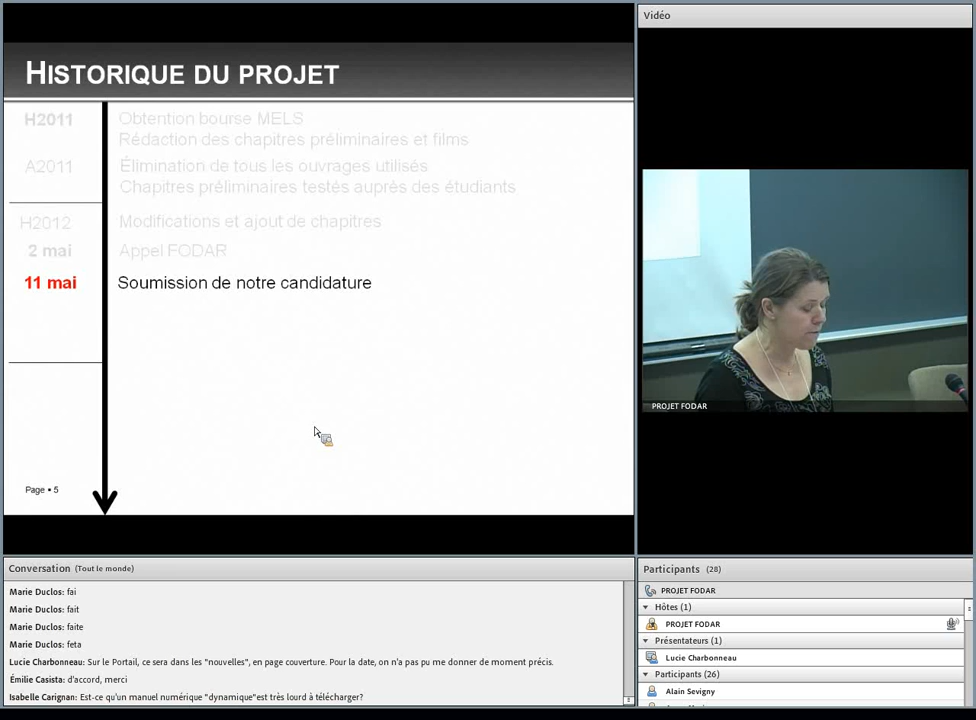 HISTORIQUE DU PROJET
H2011 Obtention bourse MELS
Rédaction des chapitres préliminaires et films
A2011 Élimination de tous les ouvrages utilisés
Chapitres préliminaires testés auprès des étudiants
H2012 Modifications et ajout de chapitres
2 mai Appel FODAR
11 mai Soumission de notre candidature
Page ▪ 5
Vidéo
PROJET FODAR
Conversation (Tout le monde)
Marie Duclos: fai
Marie Duclos: fait
Marie Duclos: faite
Marie Duclos: feta
Lucie Charbonneau: Sur le Portail, ce sera dans les "nouvelles", en page couverture. Pour la date, on n'a pas pu me donner de moment précis.
Émilie Casista: d'accord, merci
Isabelle Carignan: Est-ce qu'un manuel numérique "dynamique"est très lourd à télécharger?
Participants (28)
PROJET FODAR
Hôtes (1)
PROJET FODAR
Présentateurs (1)
Lucie Charbonneau
Participants (26)
Alain Sevigny